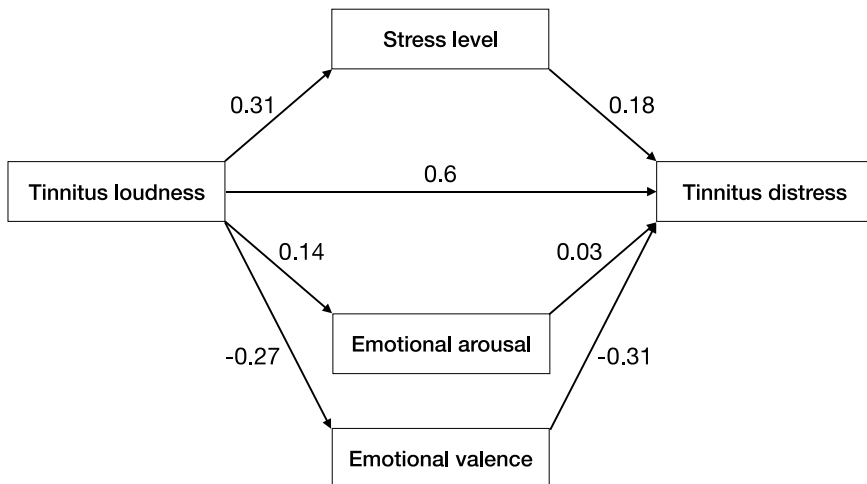 Stress level
0.31
0.18
Tinnitus loudness
0.6
Tinnitus distress
0.14
0.03
Emotional arousal
-0.27
-0.31
Emotional valence